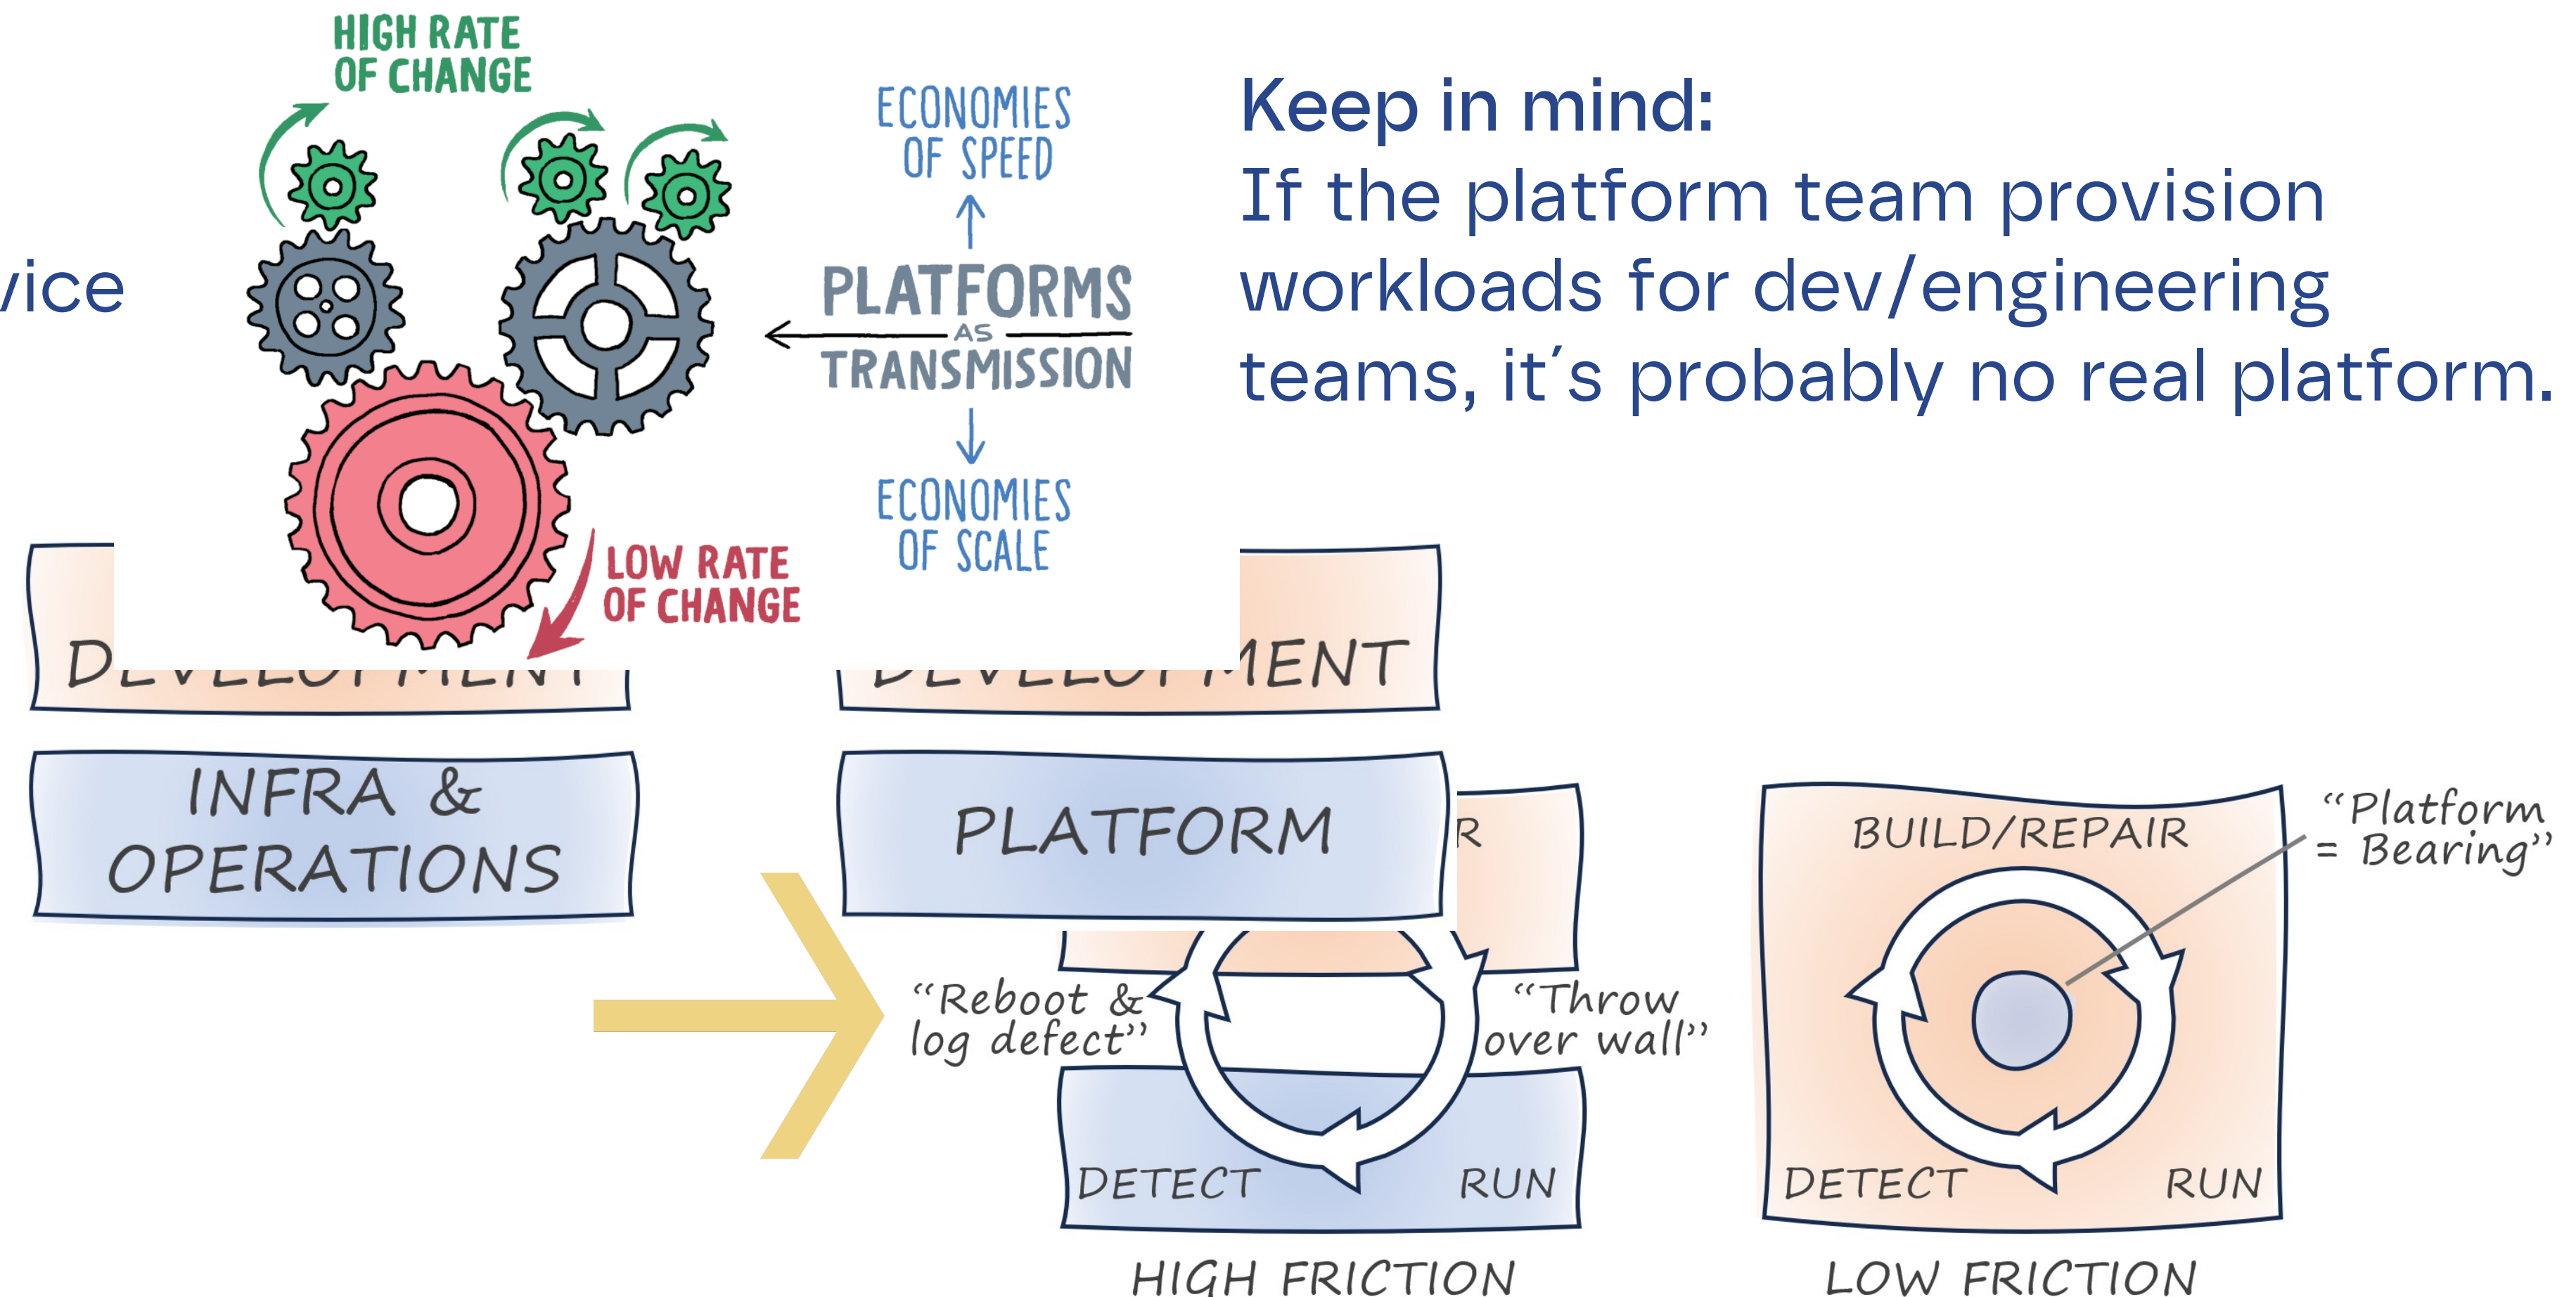 HIGH RATE
OF CHANGE
ECONOMIES
OF SPEED
PLATFORMS
AS
TRANSMISSION
ECONOMIES
OF SCALE
LOW RATE
OF CHANGE
Keep in mind:
If the platform team provision
workloads for dev/engineering
teams, it´s probably no real platform.
DEVELOPMENT
DEVELOPMENT
INFRA &
OPERATIONS
PLATFORM
"Reboot &
log defect"
"Throw
over wall"
DETECT
RUN
HIGH FRICTION
BUILD/REPAIR
"Platform
= Bearing"
DETECT
RUN
LOW FRICTION